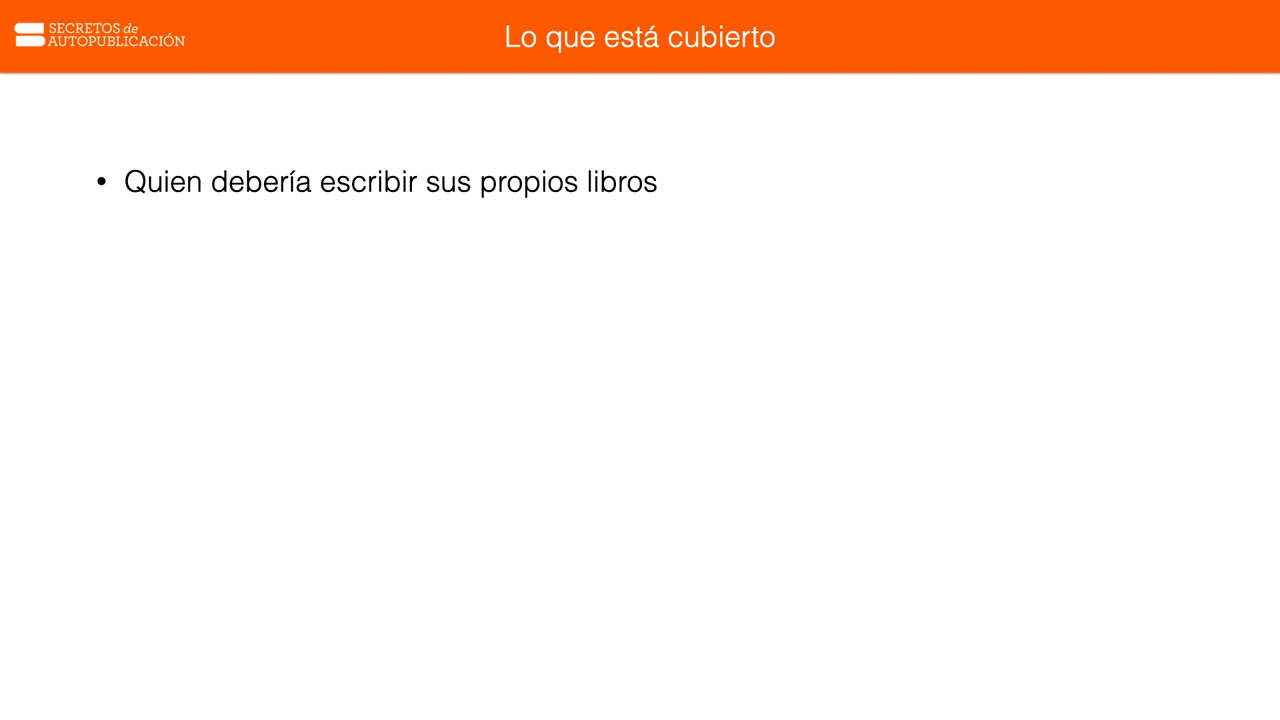 SECRETOS de
AUTOPUBLICACIÓN
Lo que está cubierto
• Quien debería escribir sus propios libros